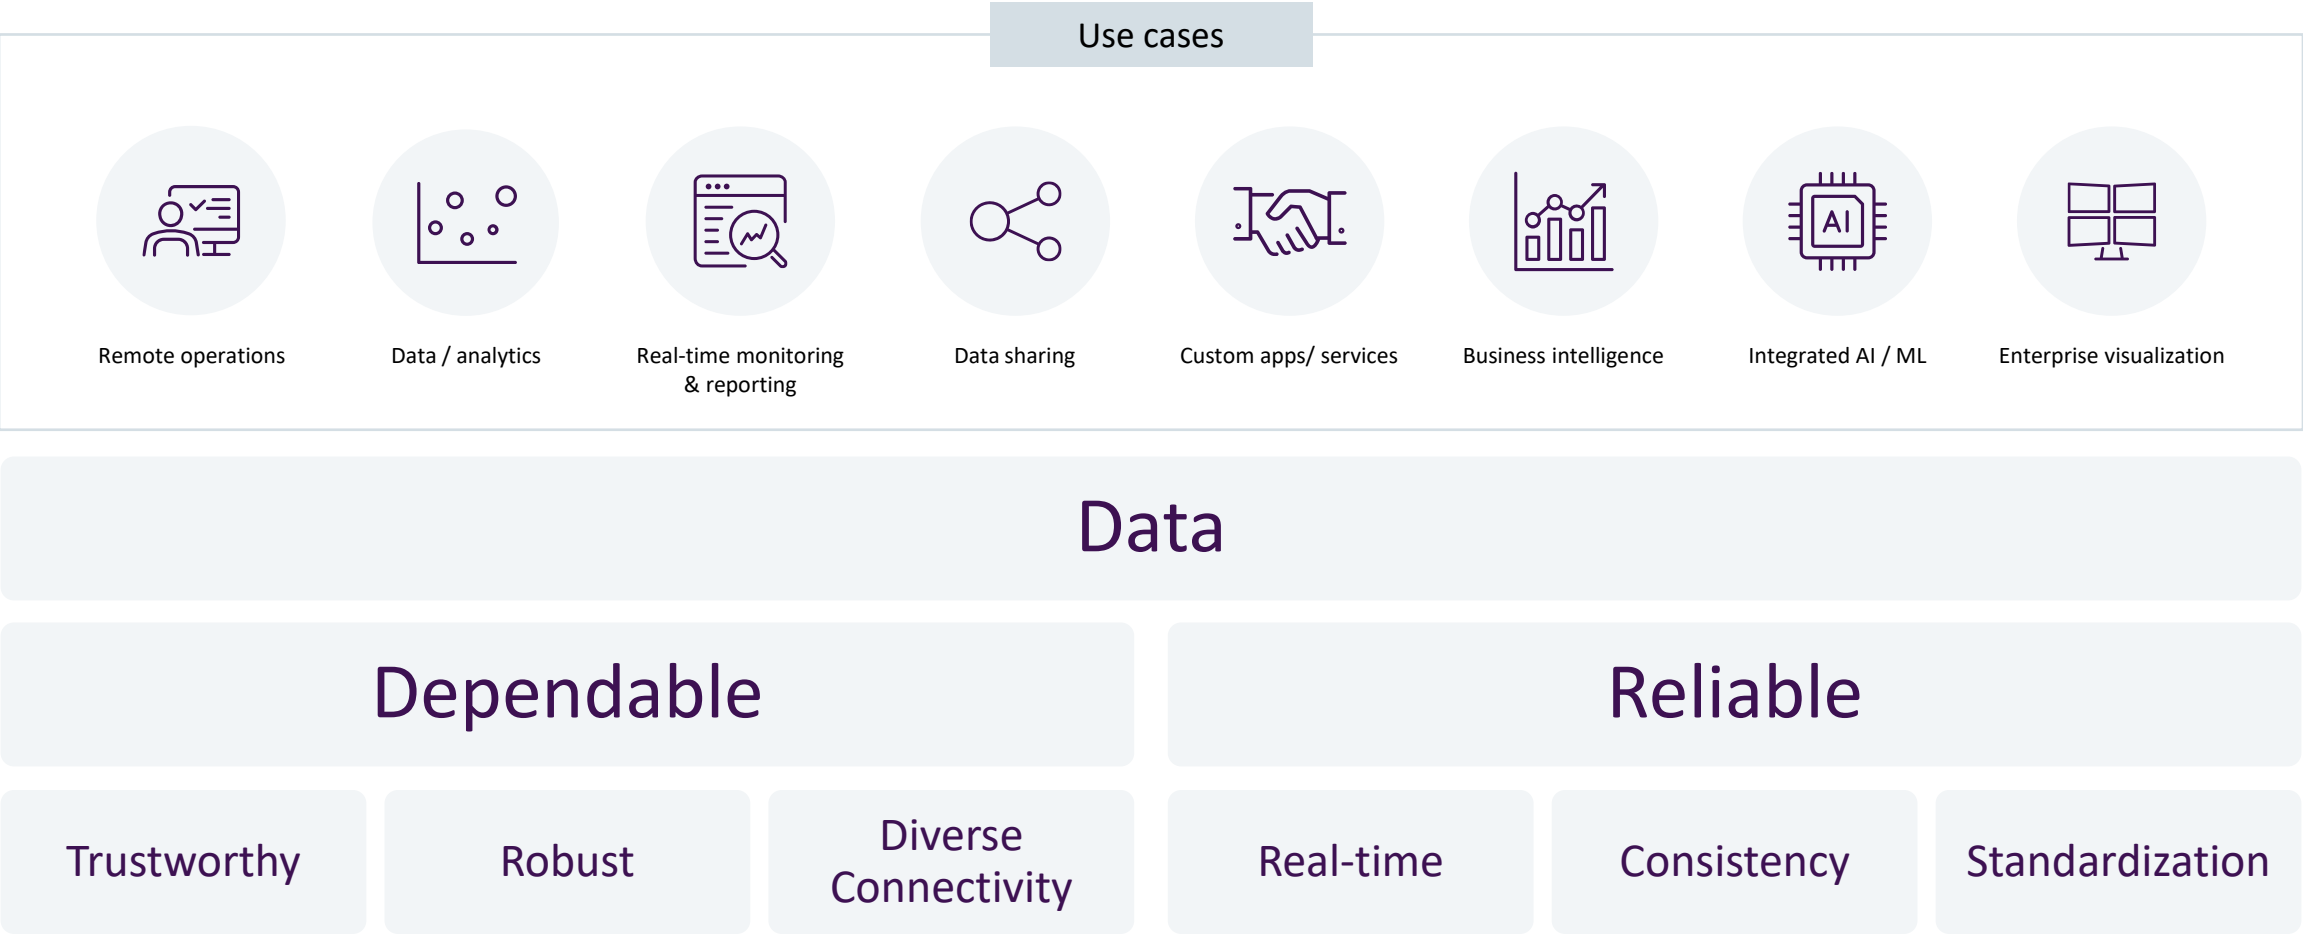 Use cases
Remote operations
Data / analytics
Real-time monitoring
& reporting
Data sharing
Custom apps/ services
Business intelligence
AI
Integrated AI / ML
Enterprise visualization
Data
Dependable
Reliable
Trustworthy
Robust
Diverse
Connectivity
Real-time
Consistency
Standardization